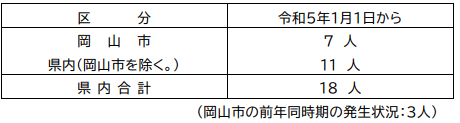 区 分 令和5年1月1日から
岡 山 市 7 人
県内(岡山市を除く。) 11 人
県 内 合 計 18 人
(岡山市の前年同時期の発生状況:3人)